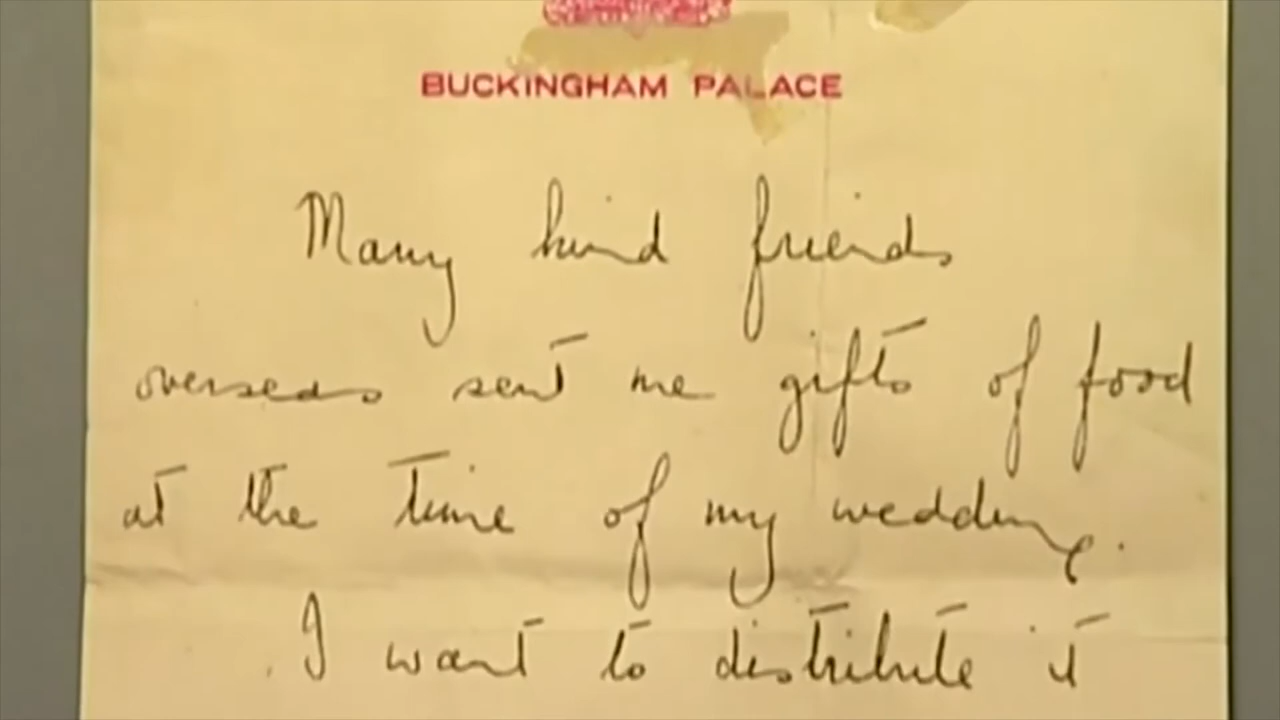 BUCKINGHAM PALACE
Many kind friends
overseas sent me gifts of food
at the time of my wedding.
I want to distribute it